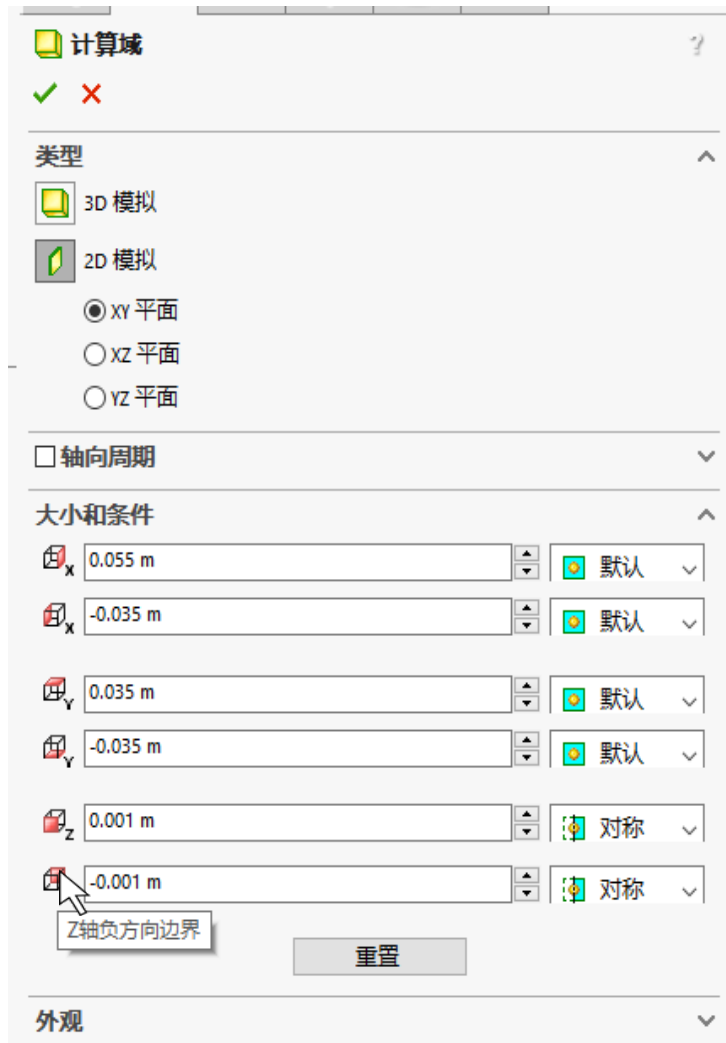 计算域
?
类型
3D 模拟
2D 模拟
XY 平面
XZ 平面
YZ 平面
轴向周期
大小和条件
X 0.055 m 默认
X -0.035 m 默认
Y 0.035 m 默认
Y -0.035 m 默认
Z 0.001 m 对称
-0.001 m 对称
Z轴负方向边界
重置
外观